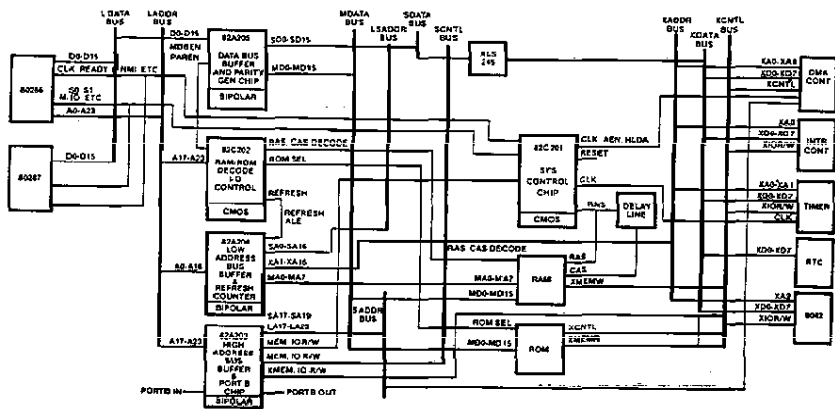 L DATA BUS
LADDR BUS
MDATA BUS
LSADDR BUS
SDATA BUS
SCNTL BUS
XADDR BUS
XDATA BUS
XCNTL BUS
80286
D0-D15
CLK READY NMI ETC
S0 S1
M.IO ETC
A0-A23
80287
D0-D15
D0-D15
MDBEN
PAREN
82A205
DATA BUS
BUFFER
AND PARITY
GEN CHIP
BIPOLAR
SD0-SD15
MD0-MD15
ALS
245
A17-A23
82C202
RAM/ROM
DECODE
I-O
CONTROL
CMOS
RAS, CAS DECODE
ROM SEL
REFRESH
REFRESH
ALE
A0-A16
82A204
LOW
ADDRESS
BUS
BUFFER &
REFRESH
COUNTER
BIPOLAR
SA0-SA16
XA1-XA16
MA0-MA7
A17-A23
82A203
HIGH
ADDRESS
BUS
BUFFER
& PORT B
CHIP
BIPOLAR
SA17-SA19
LA17-LA23
MEM, IOR/W
MEM, IO R/W
XMEM, IO R/W
PORTB IN
PORTB OUT
82C201
SYS
CONTROL
CHIP
CMOS
CLK AEN, HLDA
RESET
CLK
RAS
DELAY
LINE
RAS, CAS DECODE
MA0-MA7
MD0-MD15
SADDR
BUS
RAM
RAS
CAS
XMEMW
ROM SEL
MD0-MD15
ROM
XCNTL
XMEMR
XA0-XA8
XD0-XD7
XCNTL
DMA
CONT
XA0
XD0-XD7
XIOR/W
INTR
CONT
XA0-XA1
XD0-XD7
XIOR/W
CLK
TIMER
XD0-XD7
RTC
XA2
XD0-XD7
XIOR/W
8042